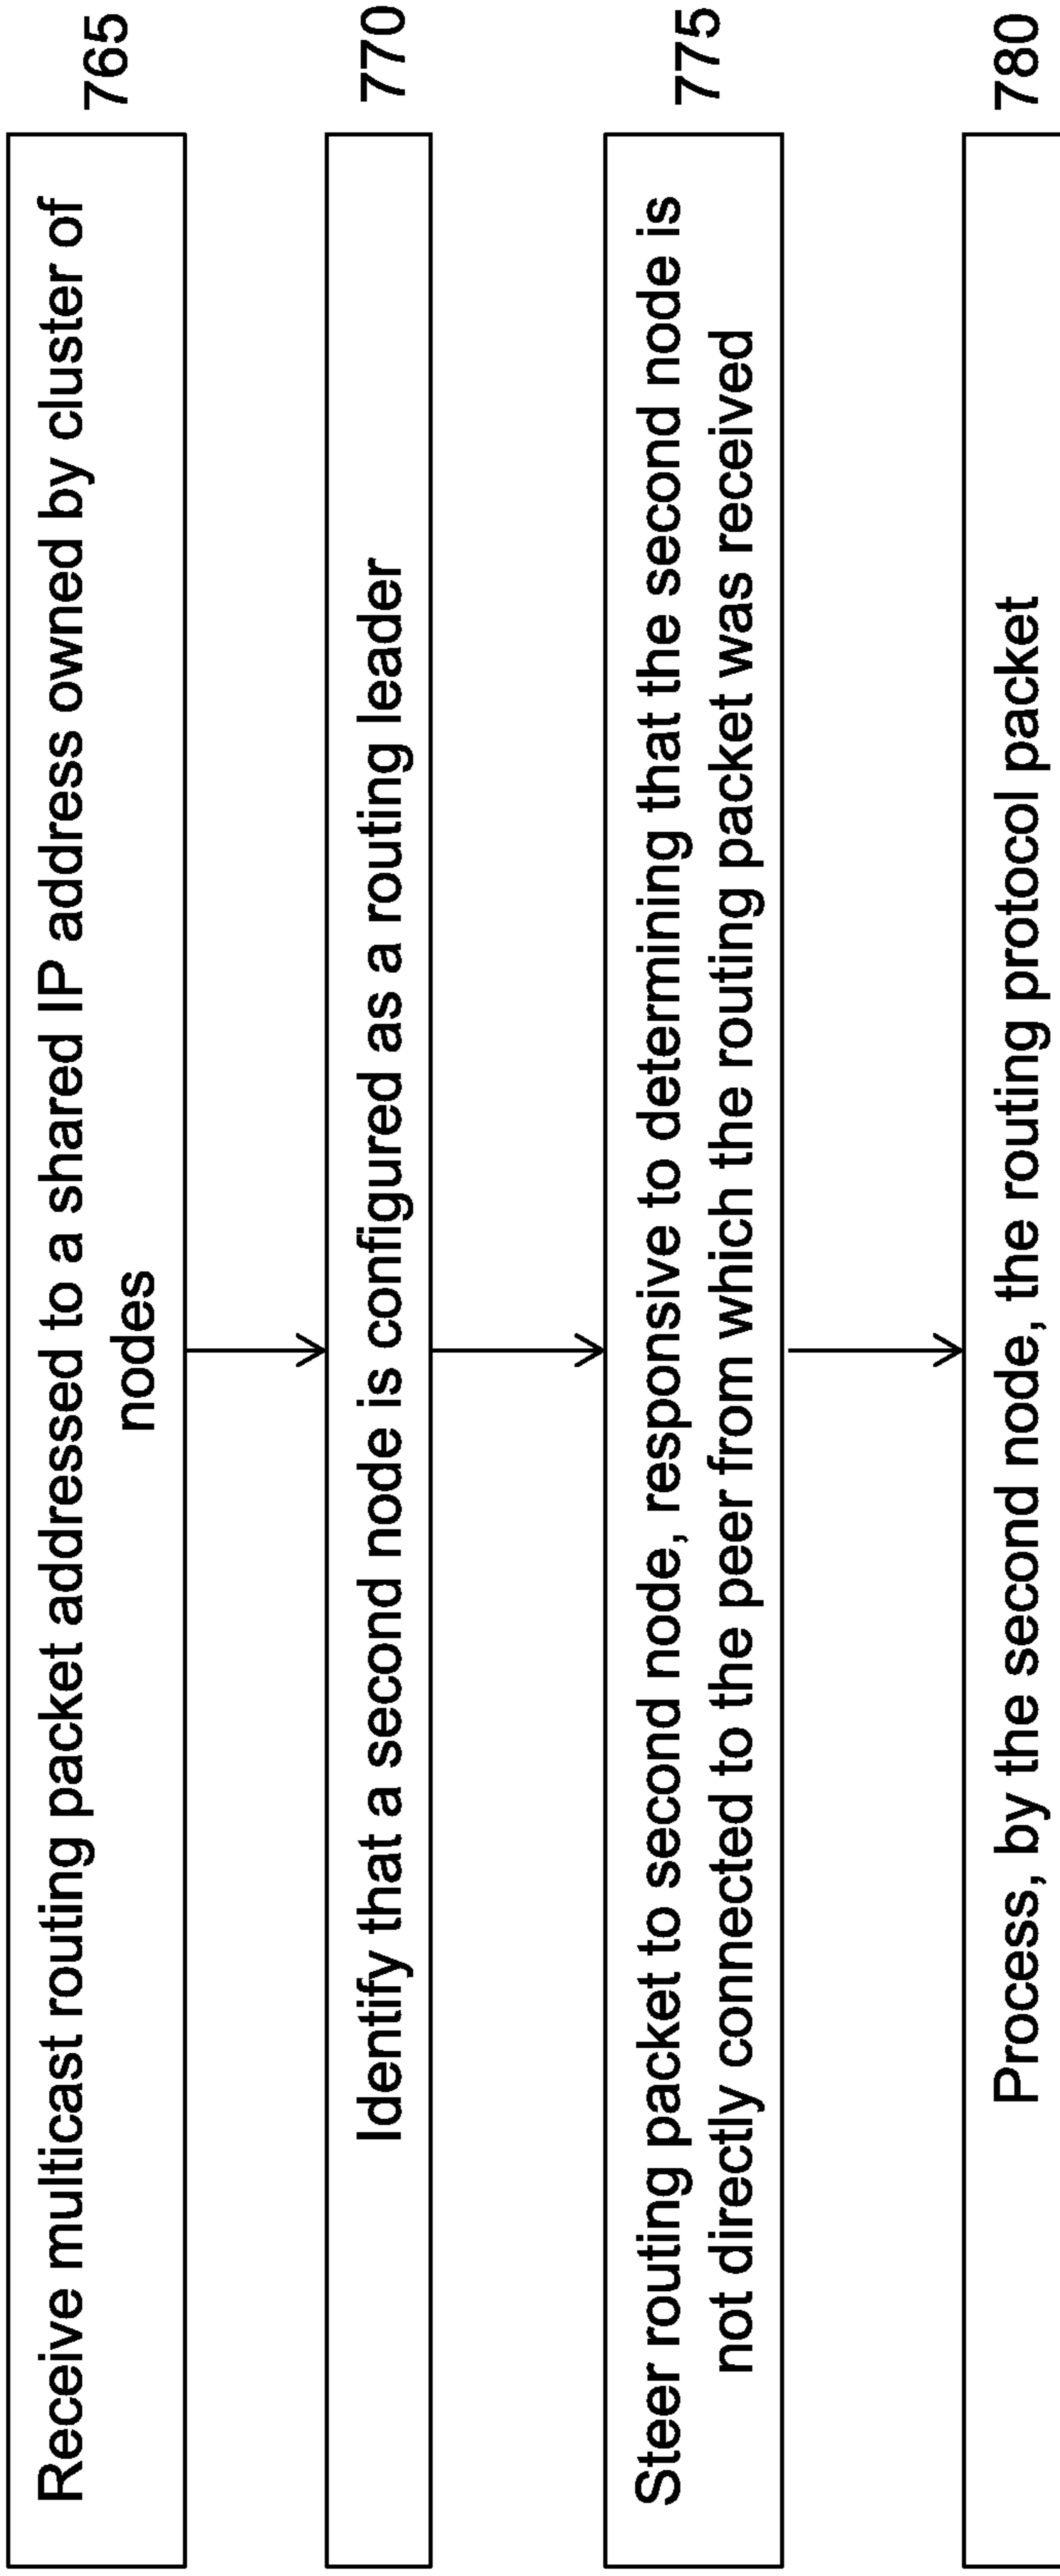 Receive multicast routing packet addressed to a shared IP address owned by cluster of
nodes
765
Identify that a second node is configured as a routing leader
770
Steer routing packet to second node, responsive to determining that the second node is
not directly connected to the peer from which the routing packet was received
775
Process, by the second node, the routing protocol packet
780